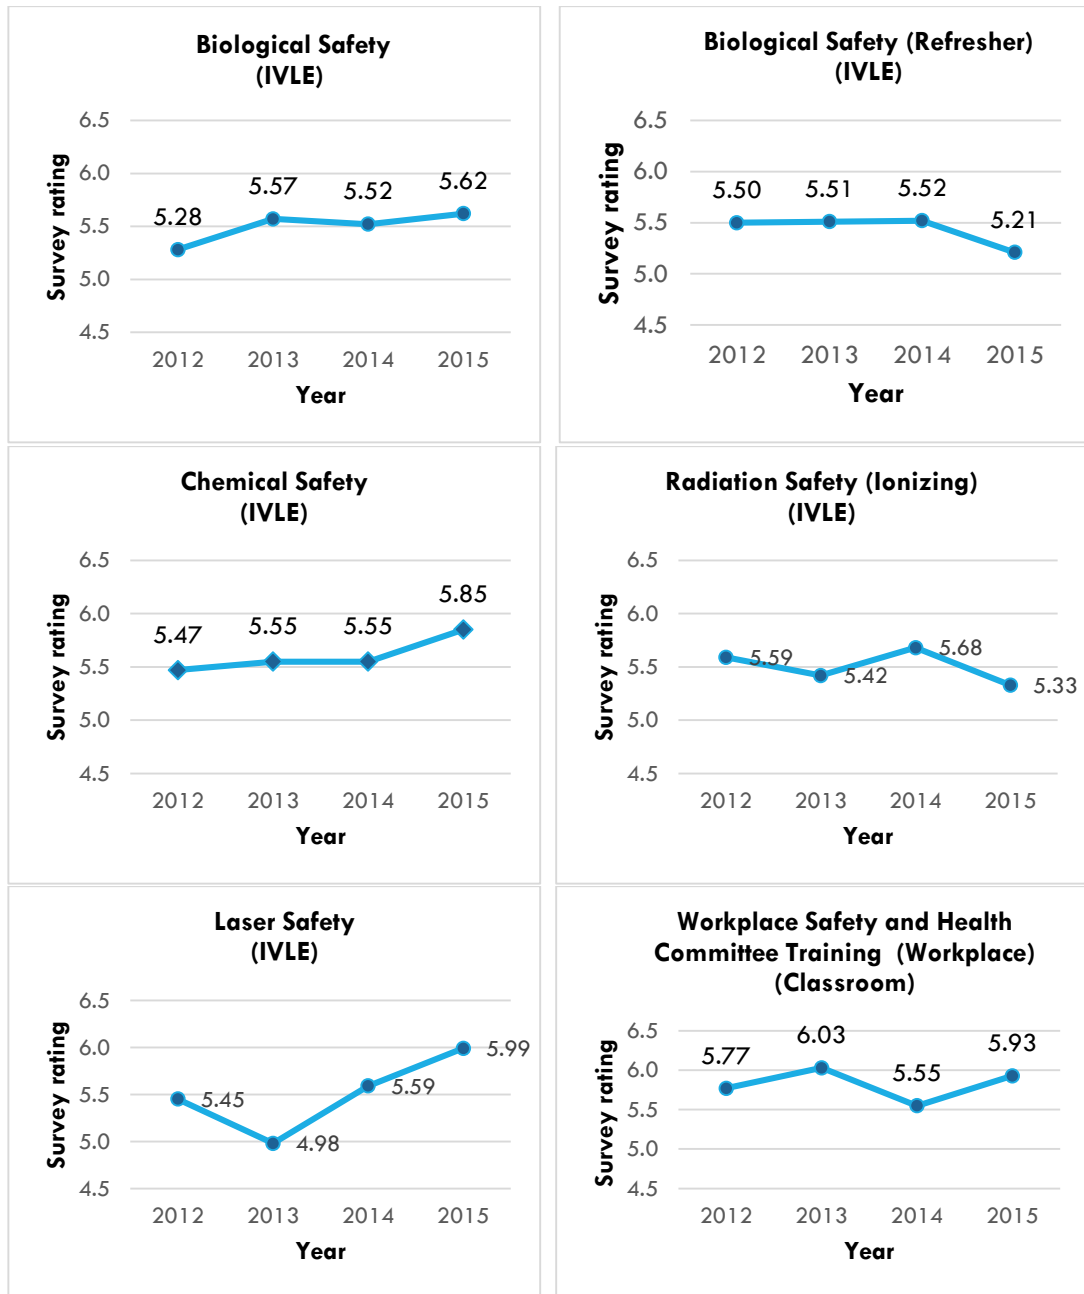 Biological Safety
(IVLE)
6.5
6.0
5.5
5.0
4.5
Survey rating
5.28
5.57
5.52
5.62
2012 2013 2014 2015
Year
Biological Safety (Refresher)
(IVLE)
6.5
6.0
5.5
5.0
4.5
Survey rating
5.50
5.51
5.52
5.21
2012 2013 2014 2015
Year
Chemical Safety
(IVLE)
6.5
6.0
5.5
5.0
4.5
Survey rating
5.47
5.55
5.55
5.85
2012 2013 2014 2015
Year
Radiation Safety (Ionizing)
(IVLE)
6.5
6.0
5.5
5.0
4.5
Survey rating
5.59
5.42
5.68
5.33
2012 2013 2014 2015
Year
Laser Safety
(IVLE)
6.5
6.0
5.5
5.0
4.5
Survey rating
5.45
4.98
5.59
5.99
2012 2013 2014 2015
Year
Workplace Safety and Health
Committee Training (Workplace)
(Classroom)
6.5
6.0
5.5
5.0
4.5
Survey rating
5.77
6.03
5.55
5.93
2012 2013 2014 2015
Year